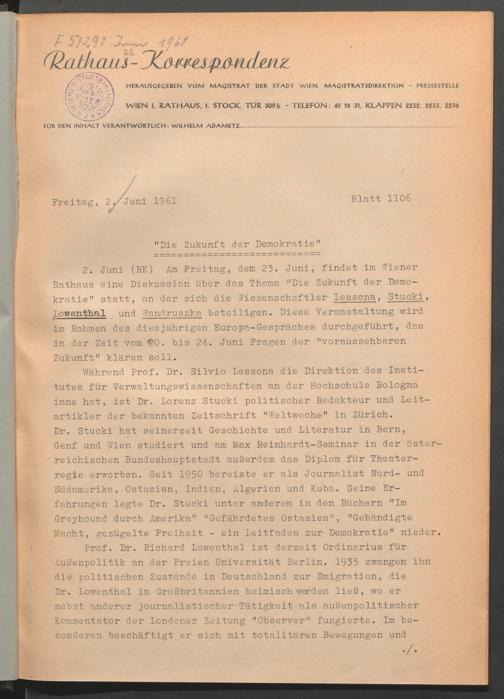 F 57291 Juni 1961
22
Rathaus-Korrespondenz
HERAUSGEGEBEN VOM MAGISTRAT DER STADT WIEN, MAGISTRATSDIREKTION - PRESSESTELLE
WIEN I, RATHAUS, 1. STOCK, TÜR 309b - TELEFON: 45 16 31, KLAPPEN 2232, 2233, 2236
FÜR DEN INHALT VERANTWORTLICH: WILHELM ADAMETZ
Freitag, 2. Juni 1961 Blatt 1106
"Die Zukunft der Demokratie"
============================
2. Juni (RK) Am Freitag, dem 23. Juni, findet im Wiener
Rathaus eine Diskussion über das Thema "Die Zukunft der Demo-
kratie" statt, an der sich die Wissenschaftler Lessona, Stucki,
Lowenthal und Wandruszka beteiligen. Diese Veranstaltung wird
im Rahmen des diesjährigen Europa-Gespräches durchgeführt, das
in der Zeit vom 20. bis 24. Juni Fragen der "voraussehbaren
Zukunft" klären soll.
Während Prof. Dr. Silvio Lessona die Direktion des Insti-
tutes für Verwaltungswissenschaften an der Hochschule Bologna
inne hat, ist Dr. Lorenz Stucki politischer Redakteur und Leit-
artikler der bekannten Zeitschrift "Weltwoche" in Zürich.
Dr. Stucki hat seinerzeit Geschichte und Literatur in Bern,
Genf und Wien studiert und am Max Reinhardt-Seminar in der öster-
reichischen Bundeshauptstadt außerdem das Diplom für Theater-
regie erworben. Seit 1950 bereiste er als Journalist Nord- und
Südamerika, Ostasien, Indien, Algerien und Kuba. Seine Er-
fahrungen legte Dr. Stucki unter anderem in den Büchern "Im
Greyhound durch Amerika" "Gefährdetes Ostasien", "Gebändigte
Macht, gezügelte Freiheit - ein Leitfaden zur Demokratie" nieder.
Prof. Dr. Richard Lowenthal ist derzeit Ordinarius für
Außenpolitik an der Freien Universität Berlin. 1935 zwangen ihn
die politischen Zustände in Deutschland zur Emigration, die
Dr. Lowenthal in Großbritannien heimisch werden ließ, wo er
nebst anderer journalistischer Tätigkeit als außenpolitischer
Kommentator der Londoner Zeitung "Observer" fungierte. Im be-
sonderen beschäftigt er sich mit totalitären Bewegungen und
./.